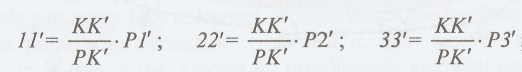 11'= KK'/PK' · P1' ; 22'= KK'/PK' · P2' ; 33'= KK'/PK' · P3' ;